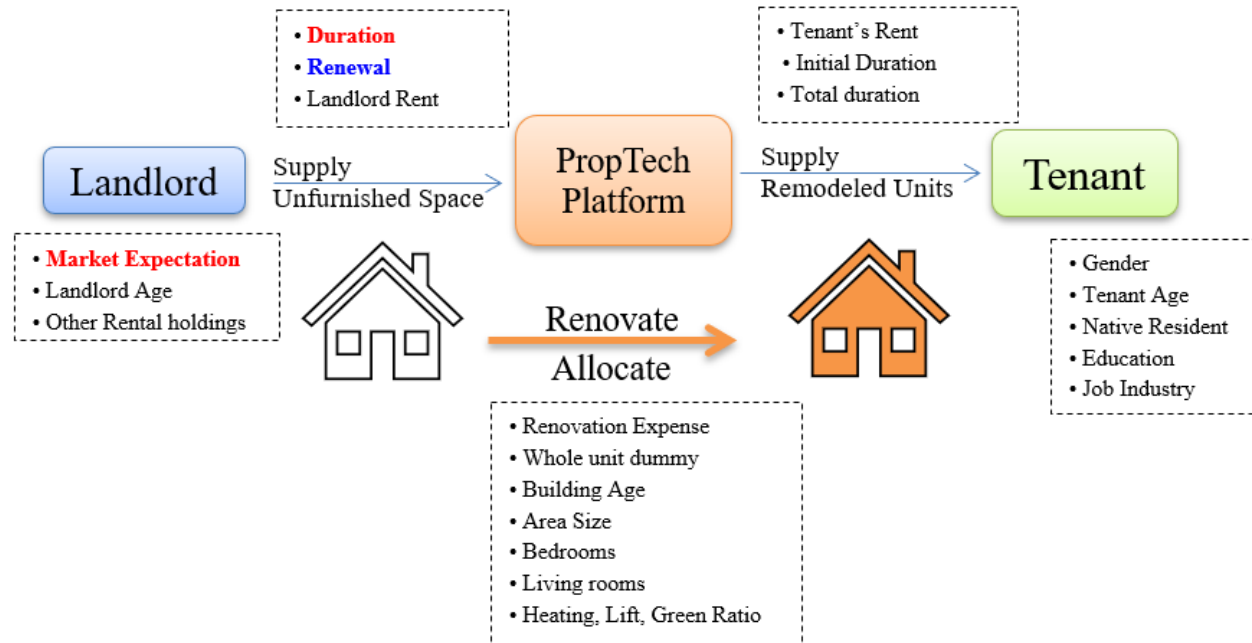 • Duration
• Renewal
• Landlord Rent
• Tenant’s Rent
• Initial Duration
• Total duration
Landlord
Supply
Unfurnished Space
PropTech
Platform
Supply
Remodeled Units
Tenant
• Market Expectation
• Landlord Age
• Other Rental holdings
Renovate
Allocate
• Gender
• Tenant Age
• Native Resident
• Education
• Job Industry
• Renovation Expense
• Whole unit dummy
• Building Age
• Area Size
• Bedrooms
• Living rooms
• Heating, Lift, Green Ratio